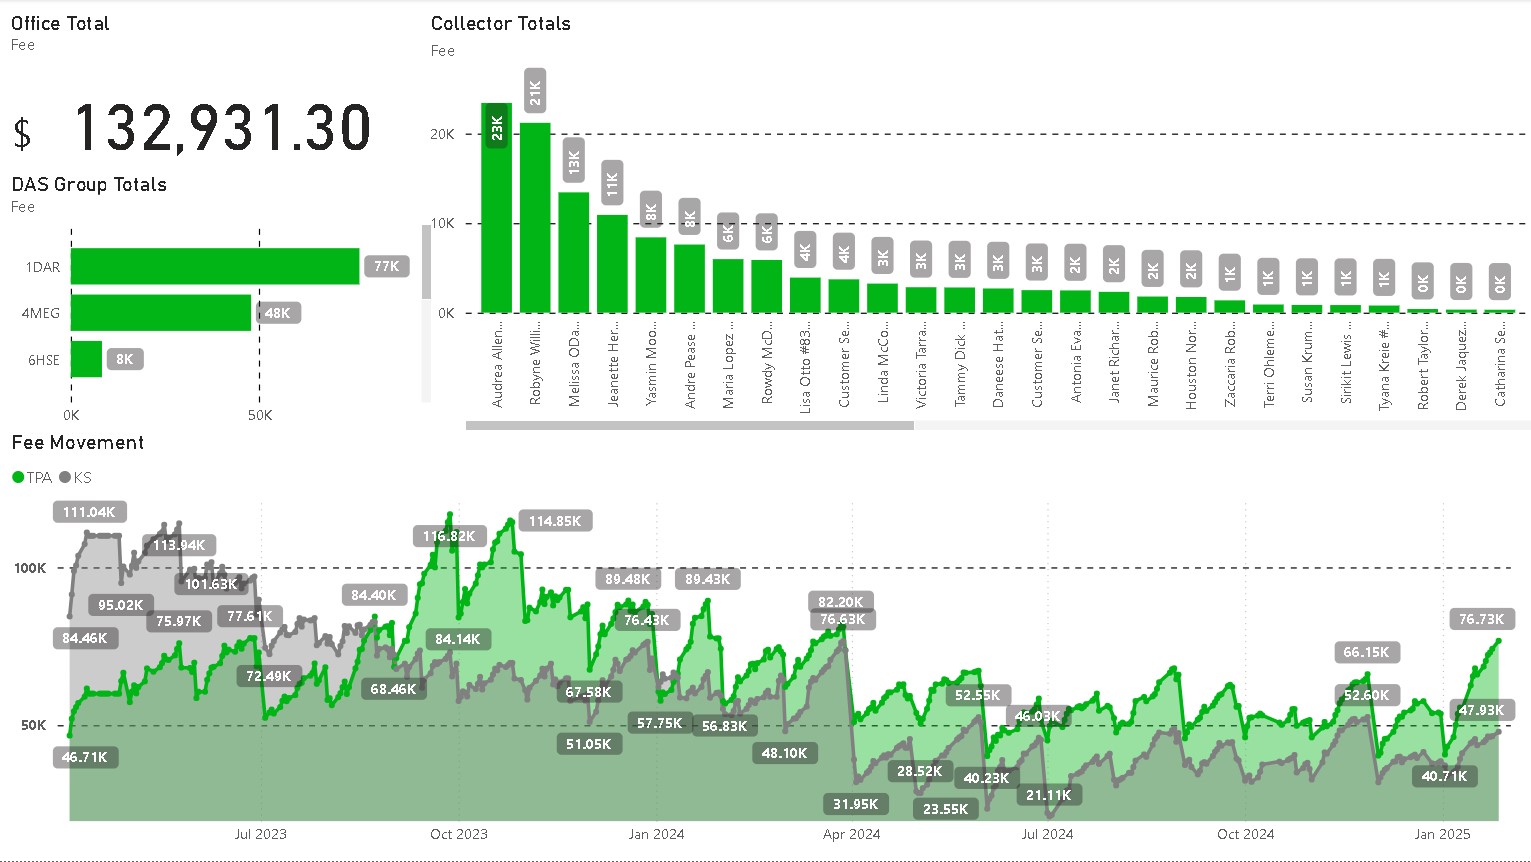 Office Total
Fee
$ 132,931.30
DAS Group Totals
Fee
1DAR
77K
4MEG
48K
6HSE
8K
0K
50K
Collector Totals
Fee
20K
10K
0K
23K
21K
13K
11K
8K
8K
6K
6K
4K
4K
3K
3K
3K
3K
3K
2K
2K
2K
2K
1K
1K
1K
1K
1K
0K
0K
0K
Audrea Allen...
Robyne Willi...
Melissa ODa...
Jeanette Her...
Yasmin Moo...
Andre Pease ...
Maria Lopez ...
Rowdy McD...
Lisa Otto #83...
Customer Se...
Linda McCo...
Victoria Tarra...
Tammy Dick ...
Daneese Hat...
Customer Se...
Antonia Eva...
Janet Richar...
Maurice Rob...
Houston Nor...
Zaccaria Rob...
Terri Ohleme...
Susan Krum...
Sirikit Lewis ...
Tyana Kreie #...
Robert Taylor...
Derek Jaquez...
Catharina Se...
Fee Movement
TPA KS
100K
50K
111.04K
113.94K
101.63K
95.02K
75.97K
77.61K
84.46K
72.49K
46.71K
84.40K
68.46K
116.82K
84.14K
114.85K
89.48K
76.43K
67.58K
51.05K
57.75K
89.43K
56.83K
48.10K
82.20K
76.63K
31.95K
28.52K
23.55K
52.55K
40.23K
46.03K
21.11K
66.15K
52.60K
76.73K
47.93K
40.71K
Jul 2023
Oct 2023
Jan 2024
Apr 2024
Jul 2024
Oct 2024
Jan 2025